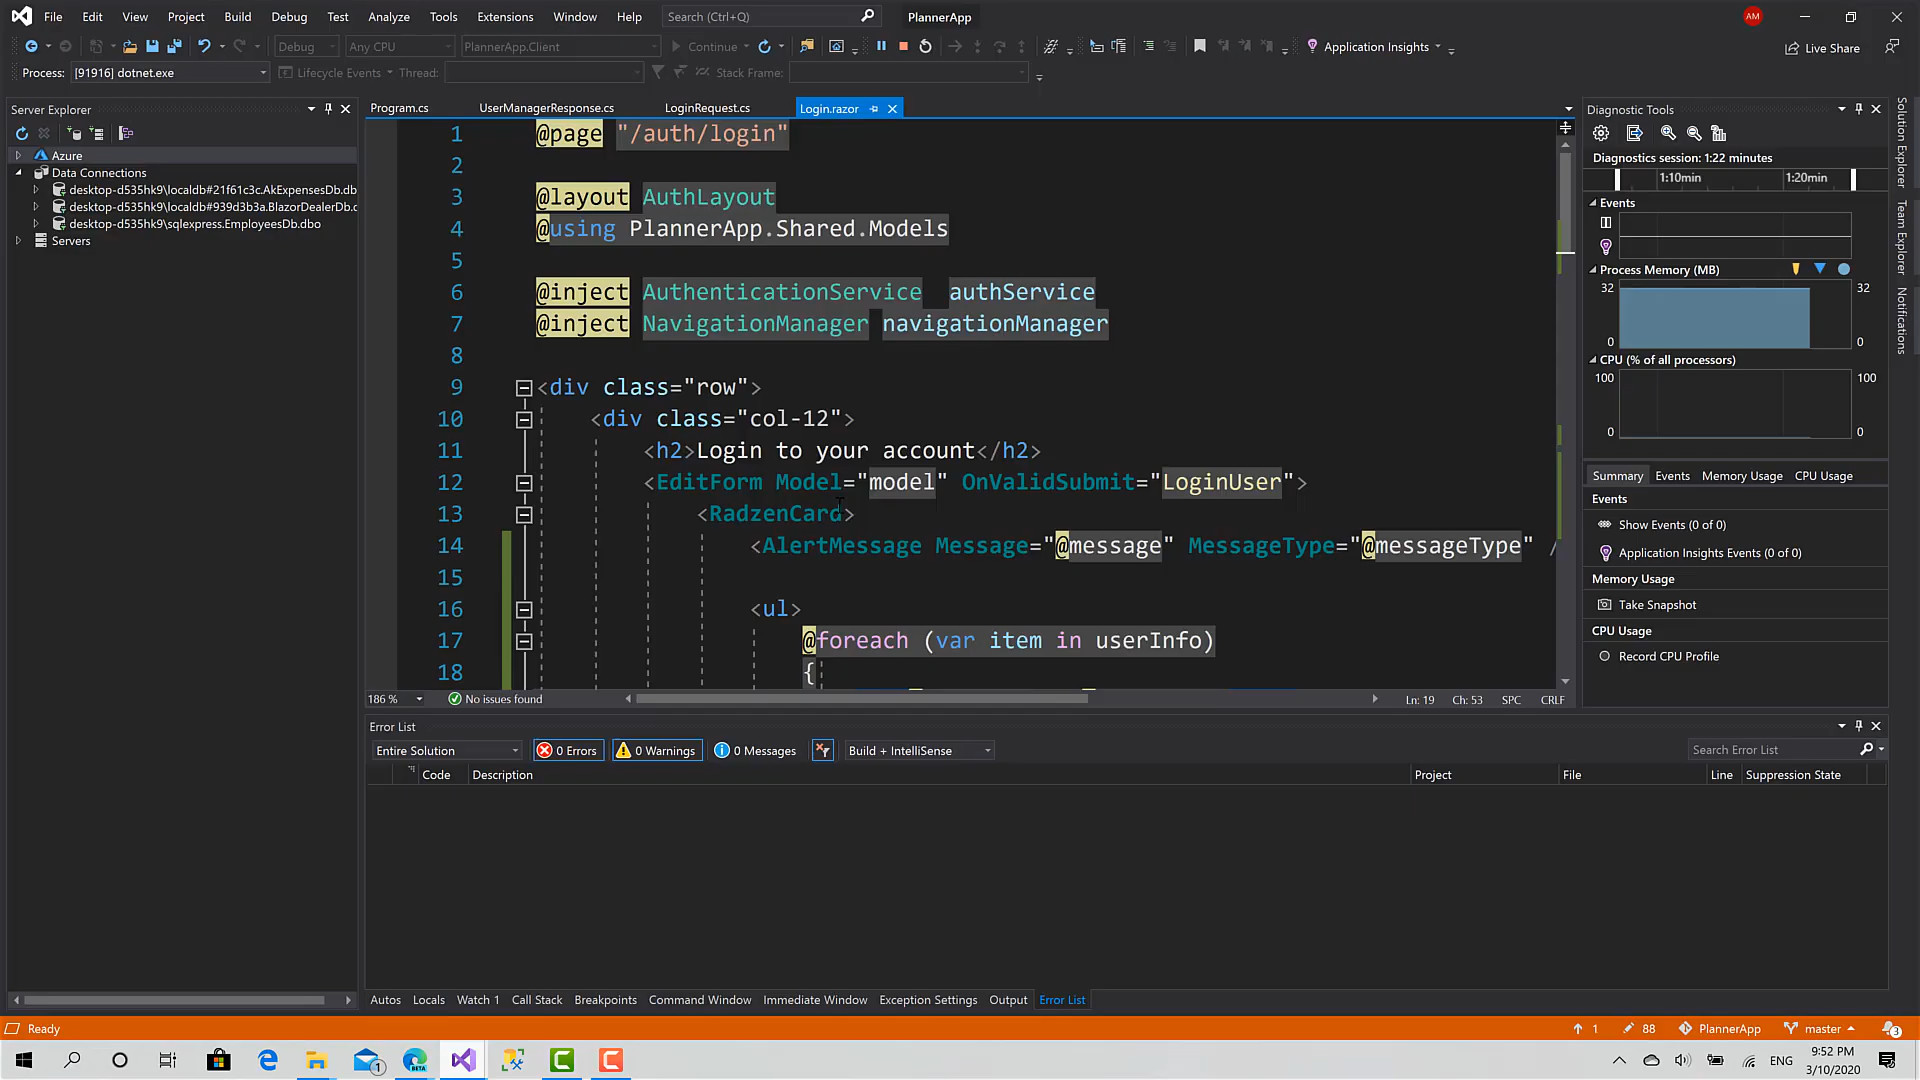 File Edit View Project Build Debug Test Analyze Tools Extensions Window Help Search (Ctrl+Q) PlannerApp AM
Debug Any CPU PlannerApp.Client Continue Application Insights Live Share
Process: [91916] dotnet.exe Lifecycle Events Thread: Stack Frame:
Server Explorer
Azure
Data Connections
desktop-d535hk9\localdb#21f61c3c.AkExpensesDb.db
desktop-d535hk9\localdb#939d3b3a.BlazorDealerDb.c
desktop-d535hk9\sqlexpress.EmployeesDb.dbo
Servers
Program.cs UserManagerResponse.cs LoginRequest.cs Login.razor
1 @page "/auth/login"
2
3 @layout AuthLayout
4 @using PlannerApp.Shared.Models
5
6 @inject AuthenticationService authService
7 @inject NavigationManager navigationManager
8
9 <div class="row">
10 <div class="col-12">
11 <h2>Login to your account</h2>
12 <EditForm Model="model" OnValidSubmit="LoginUser">
13 <RadzenCard>
14 <AlertMessage Message="@message" MessageType="@messageType" /
15
16 <ul>
17 @foreach (var item in userInfo)
18 {
186 % No issues found Ln: 19 Ch: 53 SPC CRLF
Diagnostic Tools
Diagnostics session: 1:22 minutes
1:10min 1:20min
Events
Process Memory (MB)
32 32
0 0
CPU (% of all processors)
100 100
0 0
Summary Events Memory Usage CPU Usage
Events
Show Events (0 of 0)
Application Insights Events (0 of 0)
Memory Usage
Take Snapshot
CPU Usage
Record CPU Profile
Solution Explorer
Team Explorer
Notifications
Error List
Entire Solution 0 Errors 0 Warnings 0 Messages Build + IntelliSense Search Error List
Code Description Project File Line Suppression State
Autos Locals Watch 1 Call Stack Breakpoints Command Window Immediate Window Exception Settings Output Error List
Ready 1 88 PlannerApp master 3
1 BETA ENG 9:52 PM
3/10/2020